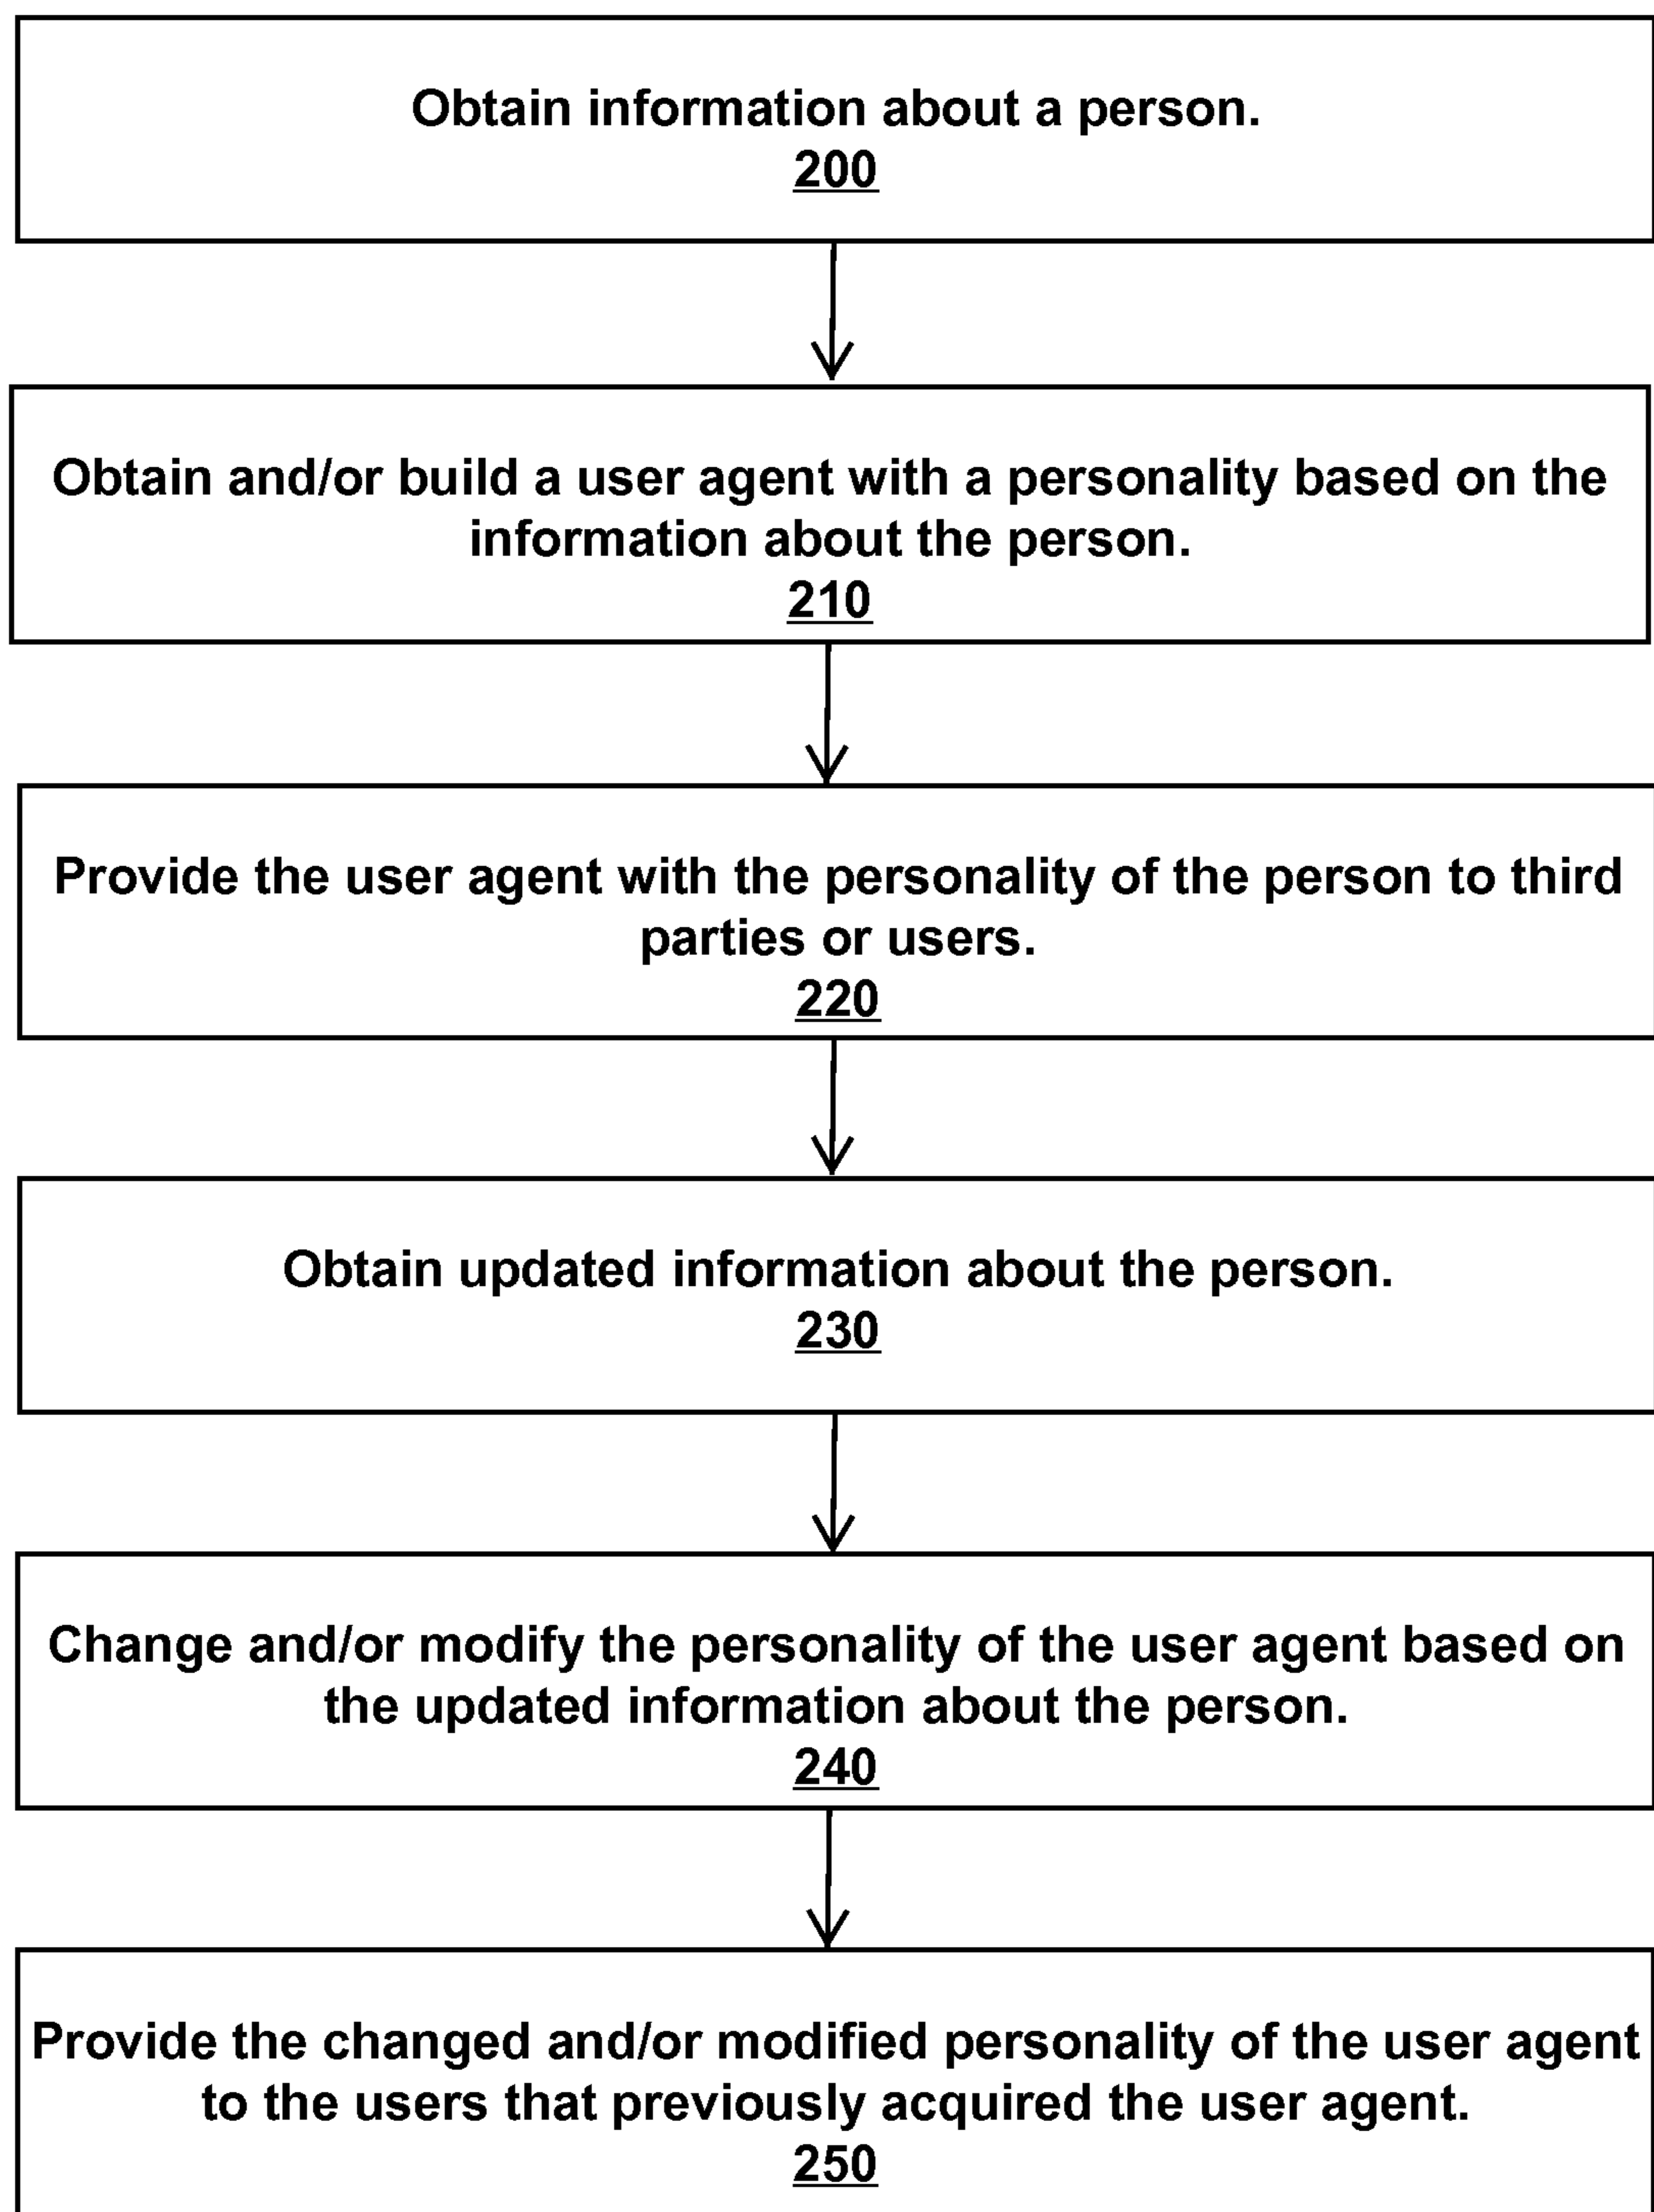 Obtain information about a person.
200
Obtain and/or build a user agent with a personality based on the
information about the person.
210
Provide the user agent with the personality of the person to third
parties or users.
220
Obtain updated information about the person.
230
Change and/or modify the personality of the user agent based on
the updated information about the person.
240
Provide the changed and/or modified personality of the user agent
to the users that previously acquired the user agent.
250